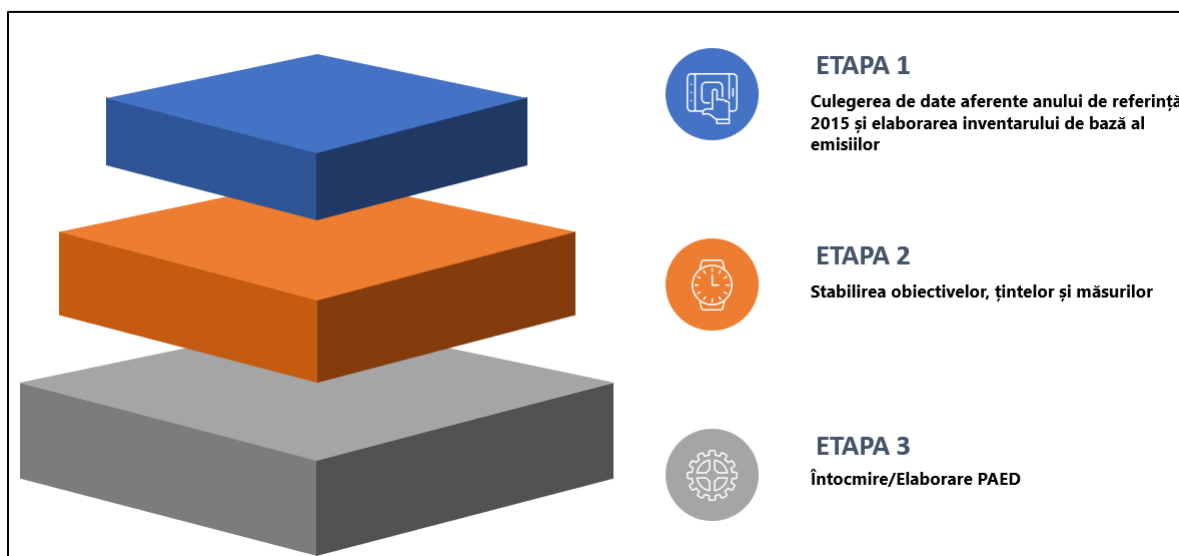 ETAPA 1
Culegerea de date aferente anului de referință
2015 și elaborarea inventarului de bază al
emisiilor
ETAPA 2
Stabilirea obiectivelor, țintelor și măsurilor
ETAPA 3
Întocmire/Elaborare PAED